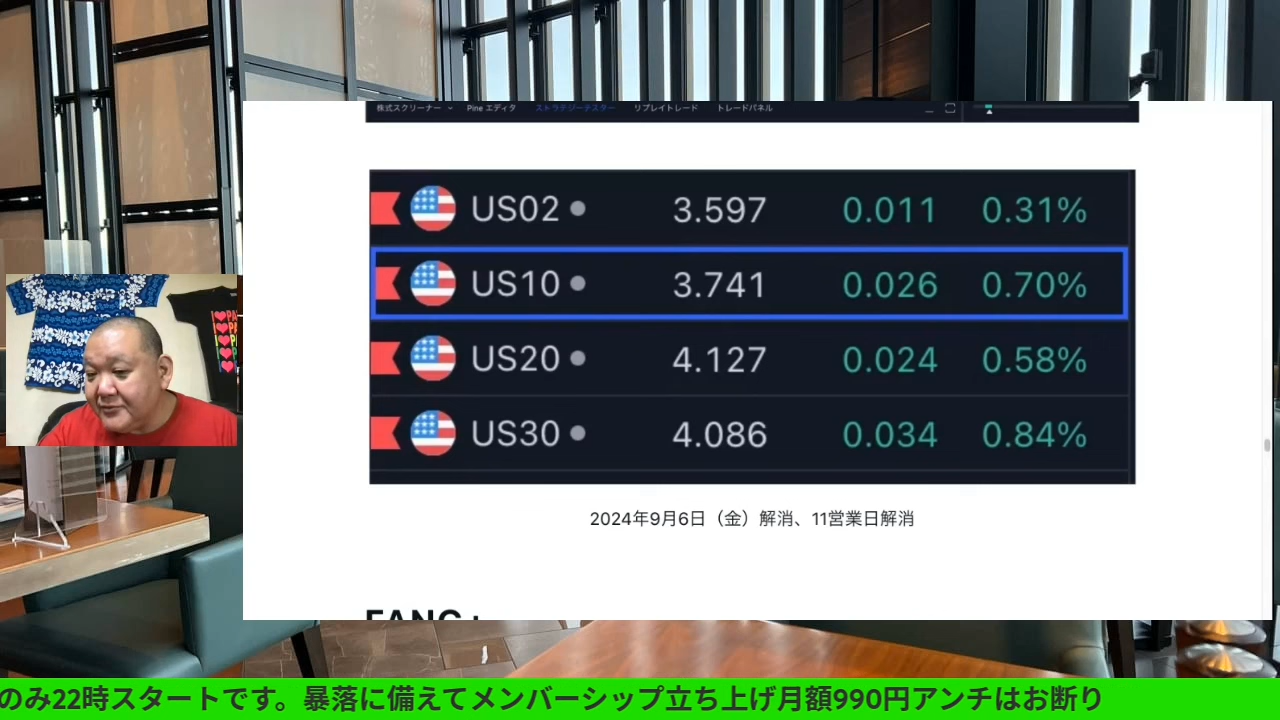 株式スクリーナー Pine エディタ ストラテジーテスター リプレイトレード トレードパネル
US02 3.597 0.011 0.31%
US10 3.741 0.026 0.70%
US20 4.127 0.024 0.58%
US30 4.086 0.034 0.84%
2024年9月6日（金）解消、11営業日解消
FANG+
のみ22時スタートです。暴落に備えてメンバーシップ立ち上げ月額990円アンチはお断り